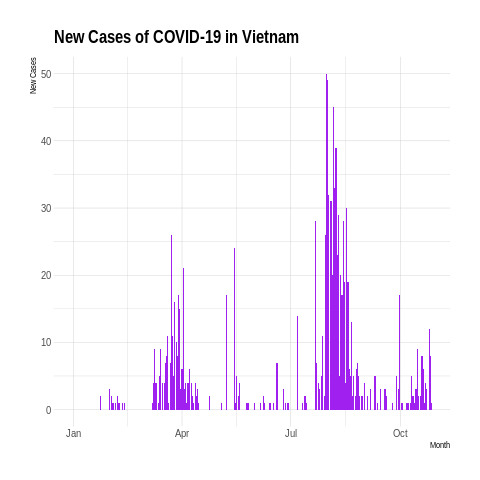 New Cases of COVID-19 in Vietnam
New Cases
50
40
30
20
10
0
Jan
Apr
Jul
Oct
Month